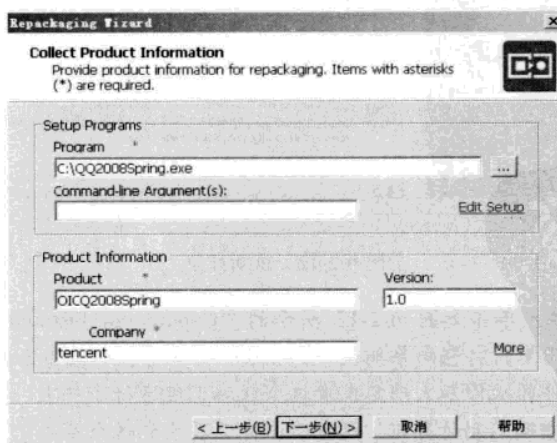 Repackaging Wizard
Collect Product Information
Provide product information for repackaging. Items with asterisks
(*) are required.
Setup Programs
Program *
C:\QQ2008Spring.exe
...
Command-line Argument(s):
Edit Setup
Product Information
Product * Version:
OICQ2008Spring 1.0
Company *
tencent
More
< 上一步(B) 下一步(N) > 取消 帮助